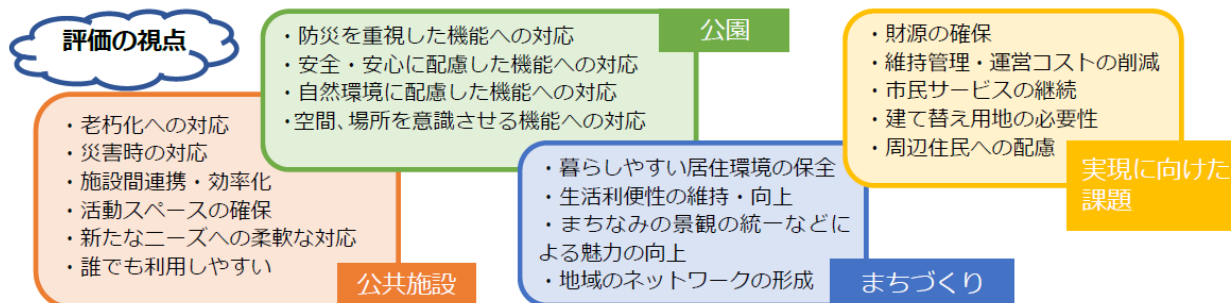 評価の視点
・防災を重視した機能への対応
・安全・安心に配慮した機能への対応
・自然環境に配慮した機能への対応
・空間、場所を意識させる機能への対応
公園
・財源の確保
・維持管理・運営コストの削減
・市民サービスの継続
・建て替え用地の必要性
・周辺住民への配慮
実現に向けた
課題
・老朽化への対応
・災害時の対応
・施設間連携・効率化
・活動スペースの確保
・新たなニーズへの柔軟な対応
・誰でも利用しやすい
公共施設
・暮らしやすい居住環境の保全
・生活利便性の維持・向上
・まちなみの景観の統一などに
よる魅力の向上
・地域のネットワークの形成
まちづくり